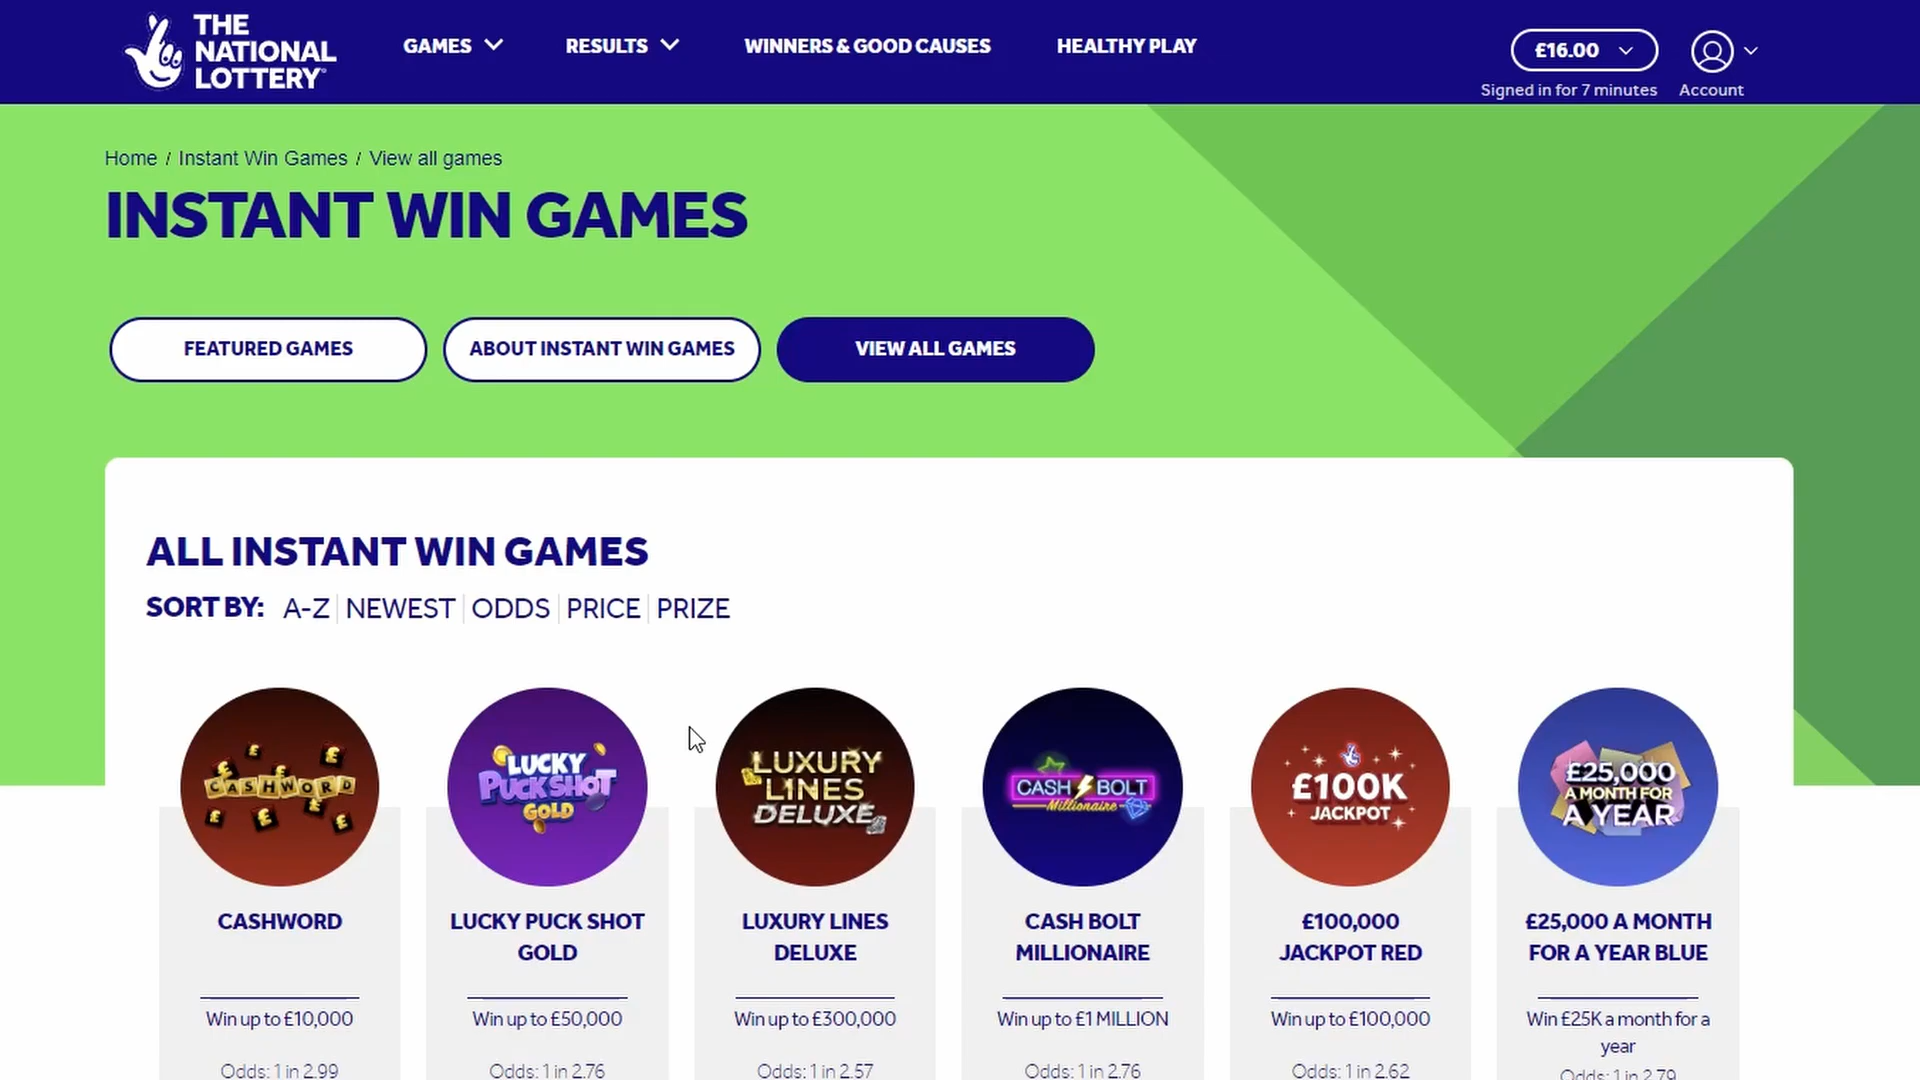 THE
NATIONAL
LOTTERY
GAMES
RESULTS
WINNERS & GOOD CAUSES
HEALTHY PLAY
£16.00
Signed in for 7 minutes
Account
Home / Instant Win Games / View all games
INSTANT WIN GAMES
FEATURED GAMES
ABOUT INSTANT WIN GAMES
VIEW ALL GAMES
ALL INSTANT WIN GAMES
SORT BY: A-Z NEWEST ODDS PRICE PRIZE
CASHWORD
LUCKY
PUCK SHOT
GOLD
LUXURY
LINES
DELUXE
CASH BOLT
Millionaire
£100K
JACKPOT
£25,000
A MONTH FOR
A YEAR
CASHWORD
Win up to £10,000
Odds: 1 in 2.99
LUCKY PUCK SHOT
GOLD
Win up to £50,000
Odds: 1 in 2.76
LUXURY LINES
DELUXE
Win up to £300,000
Odds: 1 in 2.57
CASH BOLT
MILLIONAIRE
Win up to £1 MILLION
Odds: 1 in 2.76
£100,000
JACKPOT RED
Win up to £100,000
Odds: 1 in 2.62
£25,000 A MONTH
FOR A YEAR BLUE
Win £25K a month for a
year
Odds: 1 in 2.79